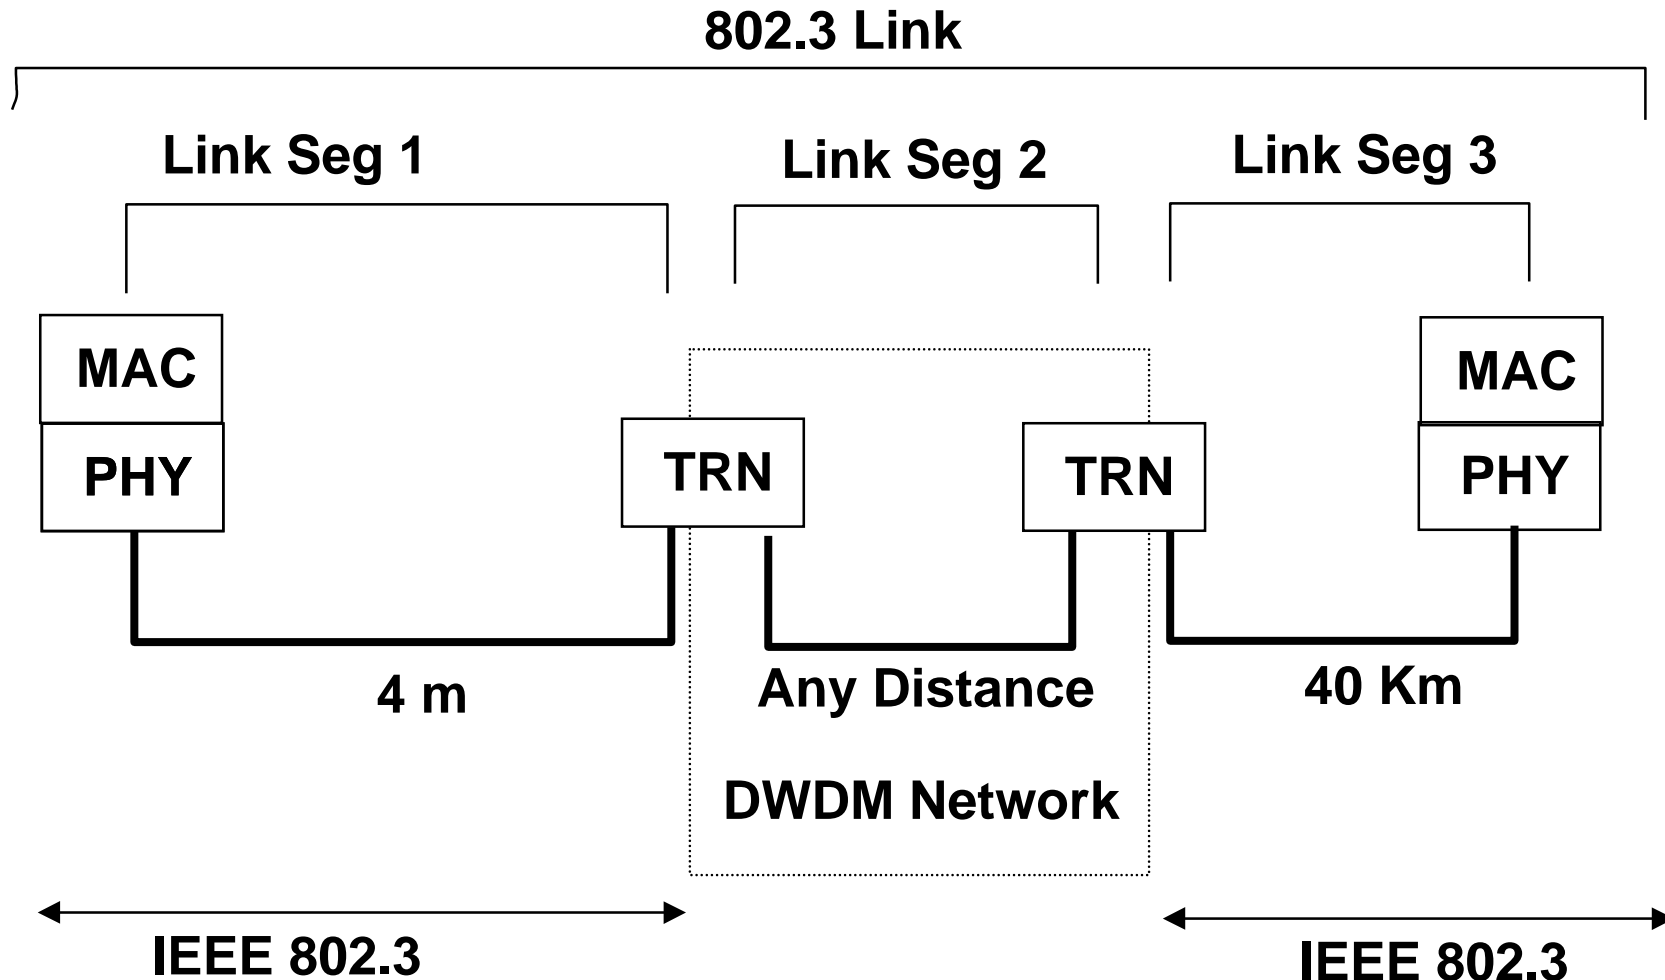 802.3 Link
Link Seg 1
Link Seg 2
Link Seg 3
MAC
PHY
TRN
TRN
MAC
PHY
4 m
Any Distance
40 Km
DWDM Network
IEEE 802.3
IEEE 802.3